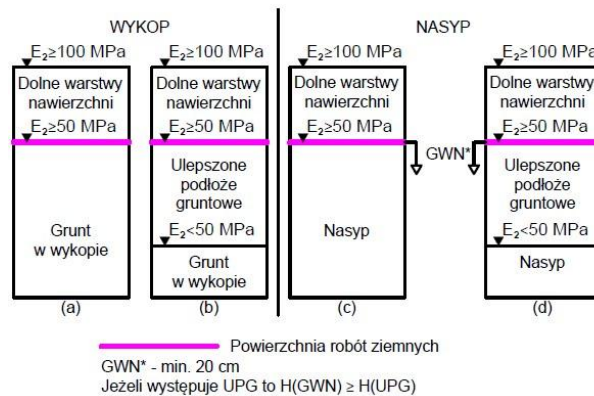 WYKOP NASYP
E₂≥100 MPa E₂≥100 MPa E₂≥100 MPa E₂≥100 MPa
Dolne warstwy Dolne warstwy Dolne warstwy Dolne warstwy
nawierzchni nawierzchni nawierzchni nawierzchni
E₂≥50 MPa E₂≥50 MPa E₂≥50 MPa E₂≥50 MPa
GWN*
Ulepszone Ulepszone
podłoże podłoże
gruntowe gruntowe
Grunt Nasyp
w wykopie
E₂<50 MPa E₂<50 MPa
Grunt Nasyp
w wykopie
(a) (b) (c) (d)
Powierzchnia robót ziemnych
GWN* - min. 20 cm
Jeżeli występuje UPG to H(GWN) ≥ H(UPG)